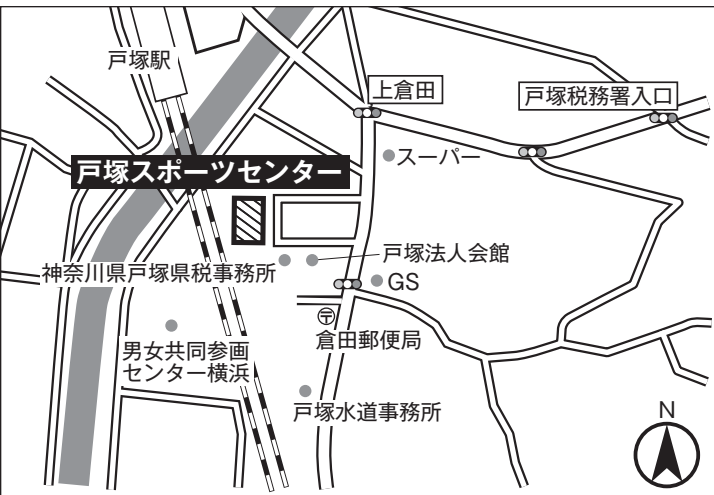 戸塚駅
上倉田
戸塚税務署入口
スーパー
戸塚スポーツセンター
戸塚法人会館
神奈川県戸塚県税事務所
GS
〒
倉田郵便局
男女共同参画
センター横浜
戸塚水道事務所
N